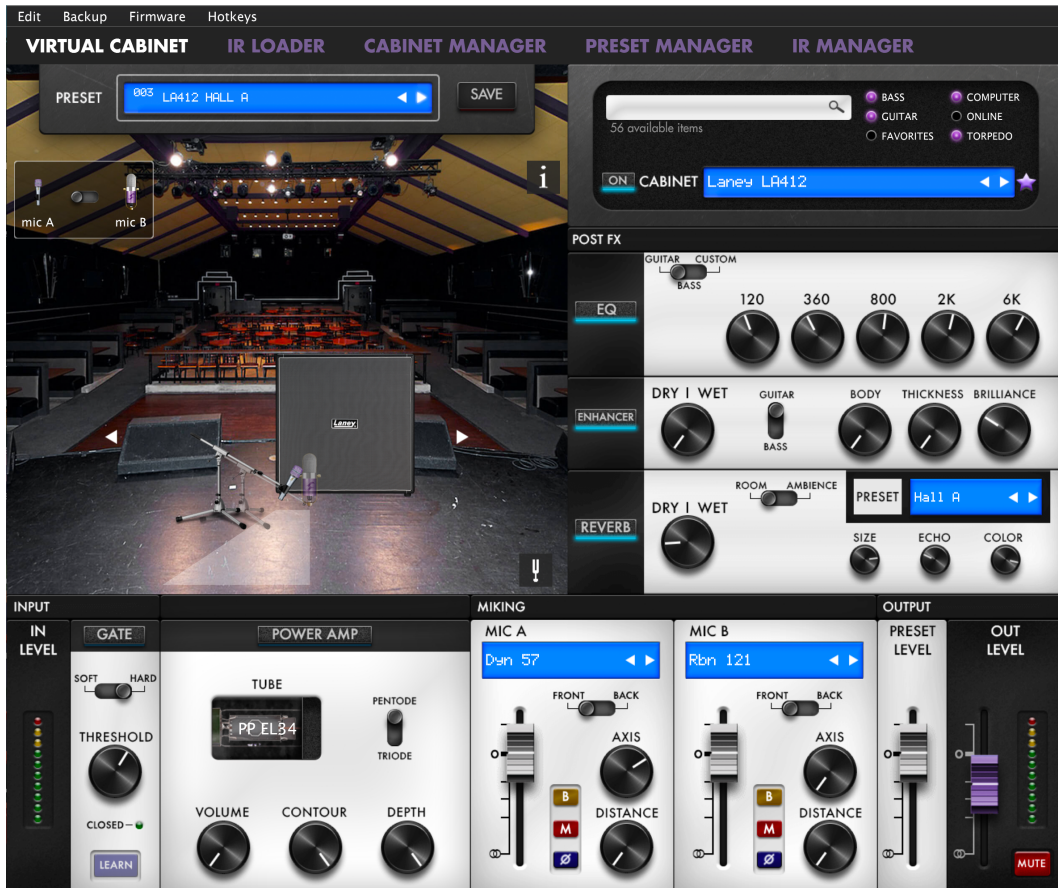 Edit Backup Firmware Hotkeys
VIRTUAL CABINET IR LOADER CABINET MANAGER PRESET MANAGER IR MANAGER
PRESET 003 LA412 HALL A SAVE
mic A mic B
i
Laney
56 available items
BASS COMPUTER
GUITAR ONLINE
FAVORITES TORPEDO
ON CABINET Laney LA412
POST FX
EQ
GUITAR CUSTOM
BASS
120 360 800 2K 6K
ENHANCER
DRY | WET
GUITAR
BASS
BODY THICKNESS BRILLIANCE
REVERB
DRY | WET
ROOM AMBIENCE
PRESET Hall A
SIZE ECHO COLOR
INPUT
IN
LEVEL
GATE
SOFT HARD
THRESHOLD
CLOSED
LEARN
POWER AMP
TUBE
PP EL34
PENTODE
TRIODE
VOLUME CONTOUR DEPTH
MIKING
MIC A
Dyn 57
FRONT BACK
AXIS
B
M
Ø
DISTANCE
MIC B
Rbn 121
FRONT BACK
AXIS
B
M
Ø
DISTANCE
OUTPUT
PRESET
LEVEL
OUT
LEVEL
MUTE